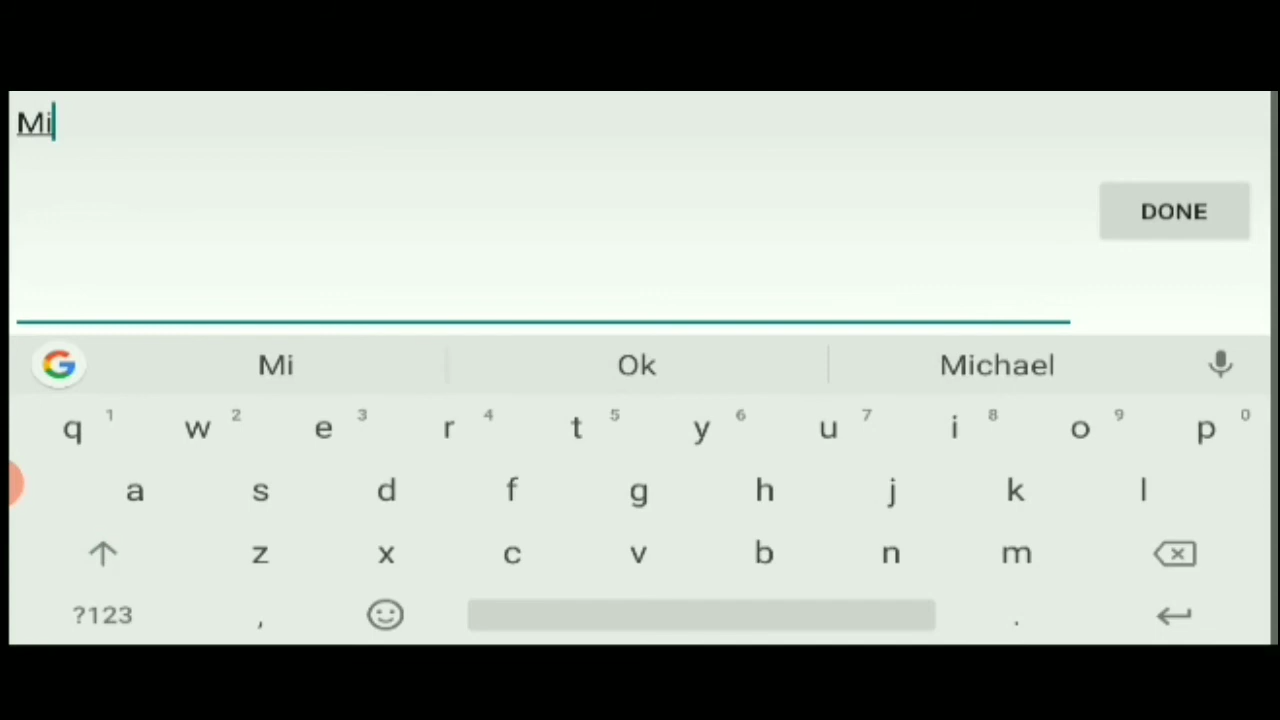 Mi
DONE
Mi Ok Michael
q 1 w 2 e 3 r 4 t 5 y 6 u 7 i 8 o 9 p 0
a s d f g h j k l
z x c v b n m
?123 , .